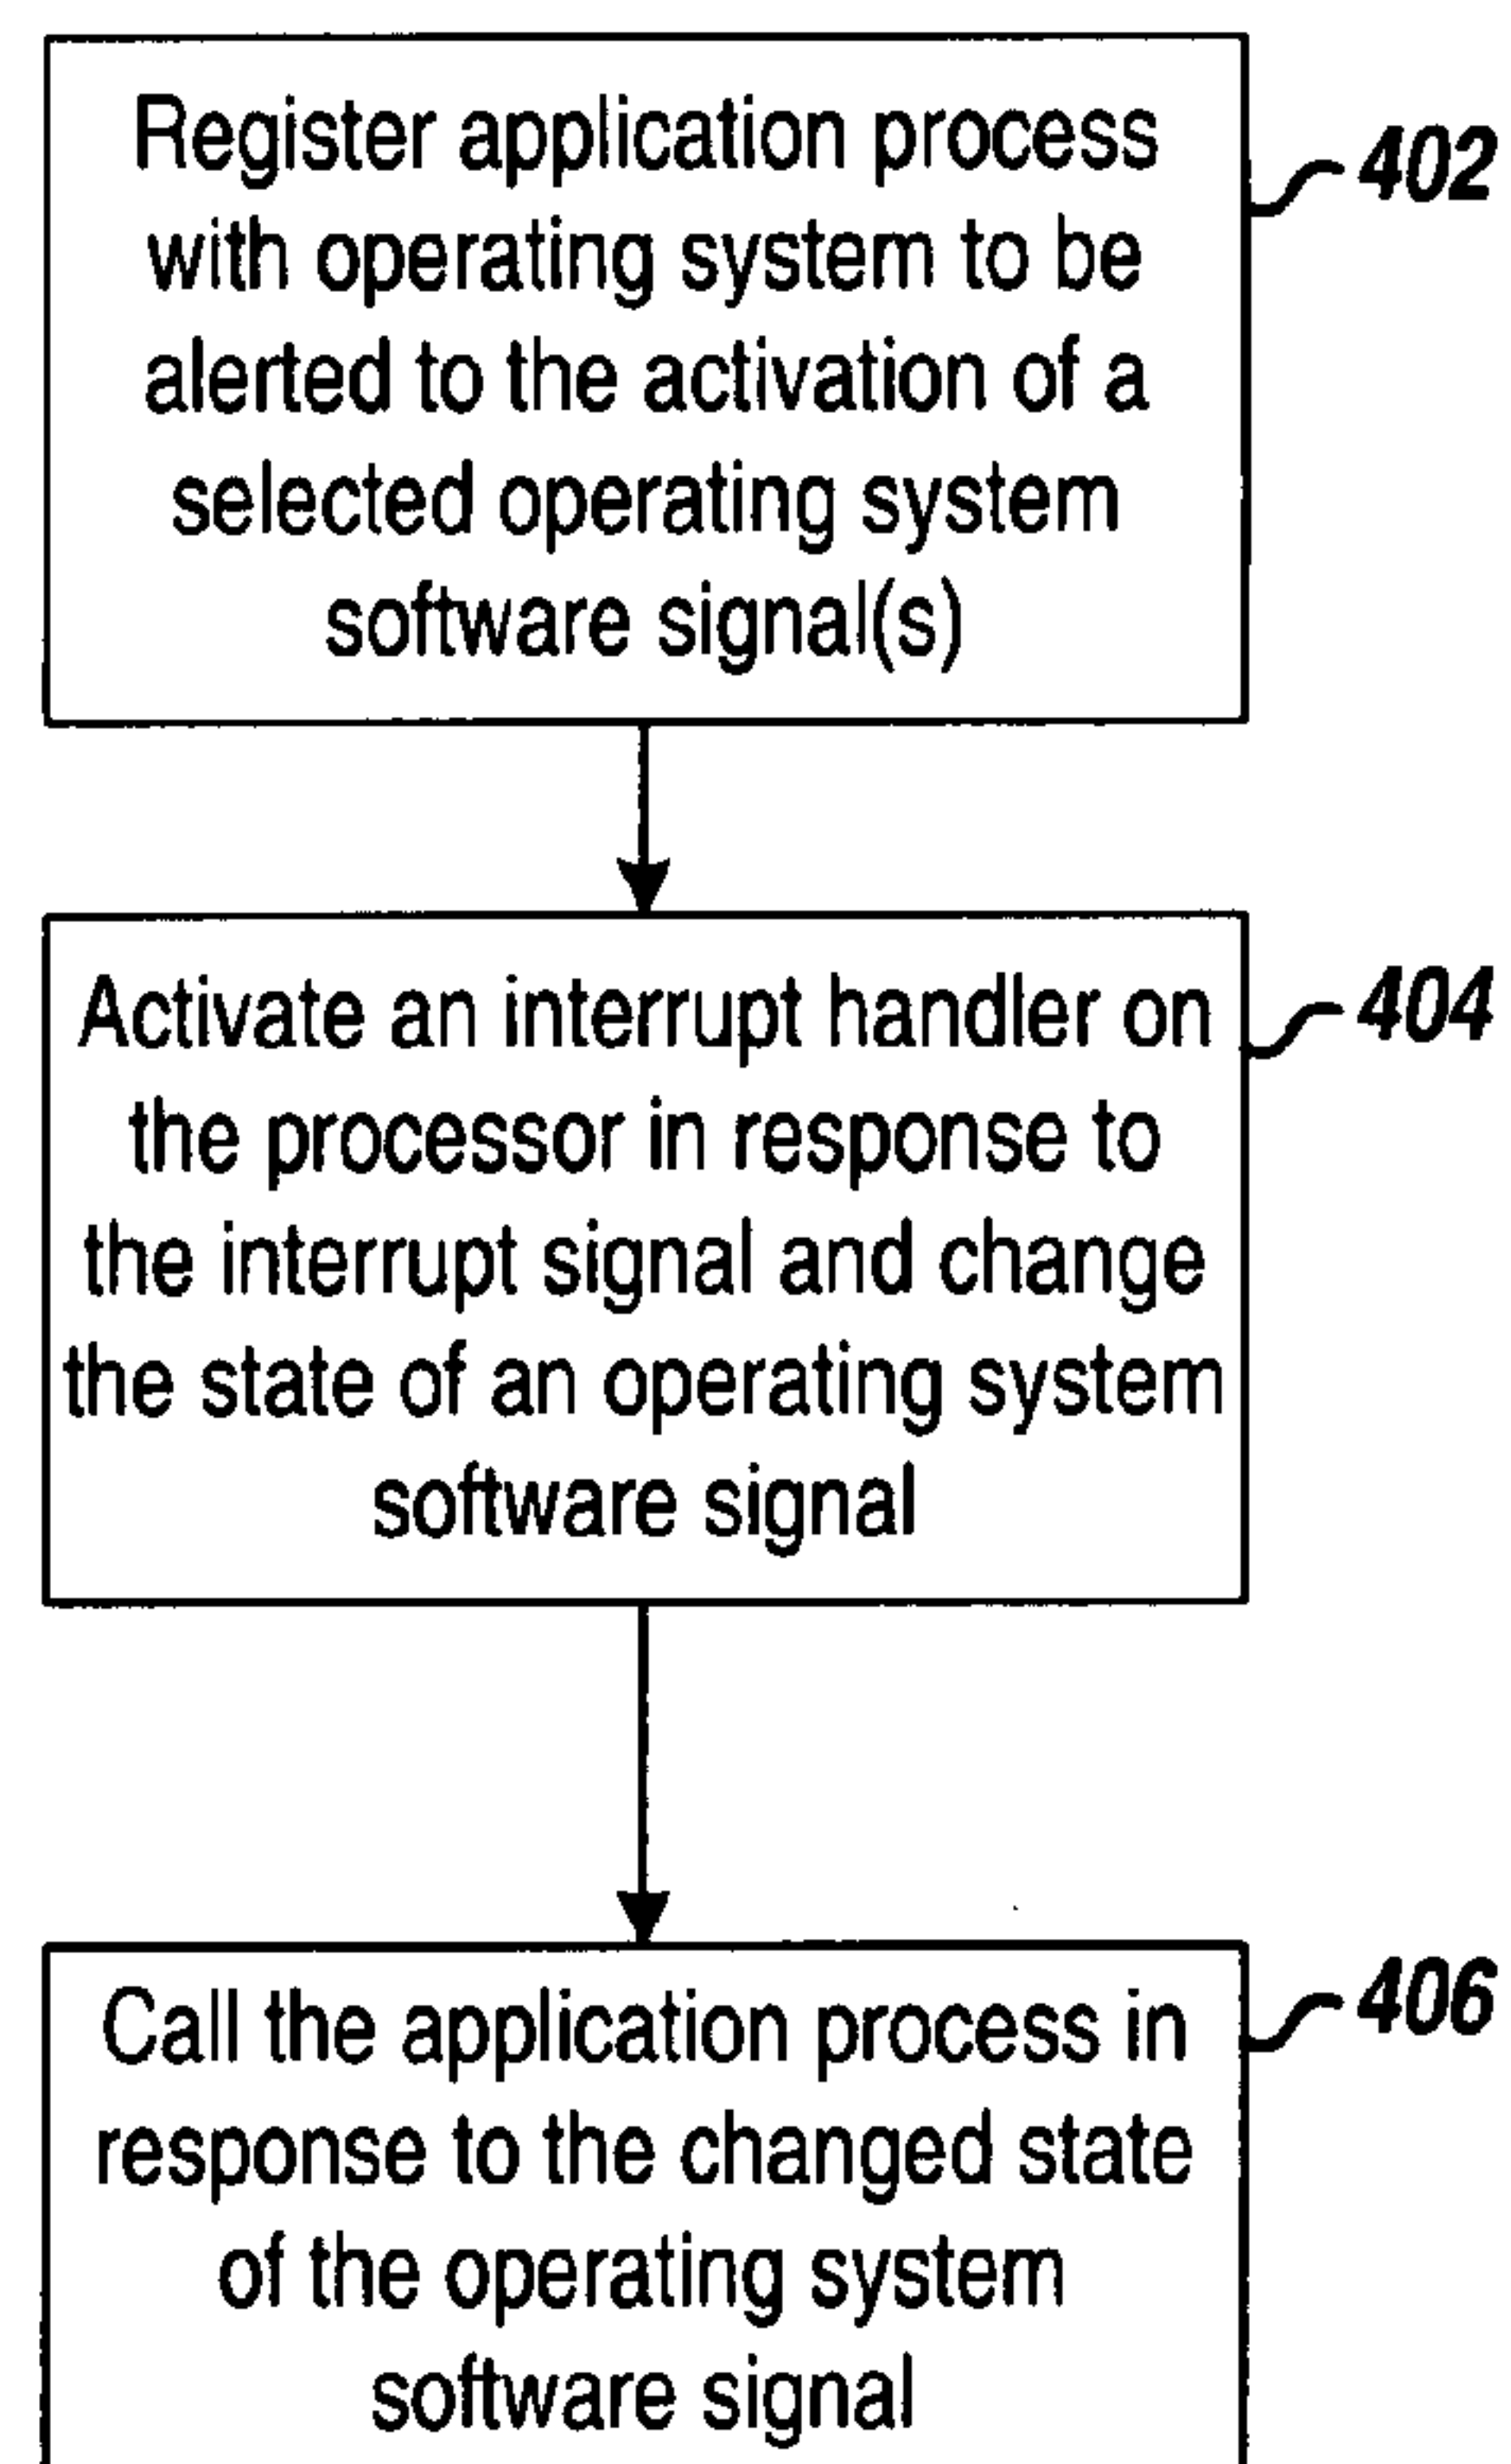 Register application process
with operating system to be
alerted to the activation of a
selected operating system
software signal(s)
402
Activate an interrupt handler on
the processor in response to
the interrupt signal and change
the state of an operating system
software signal
404
Call the application process in
response to the changed state
of the operating system
software signal
406